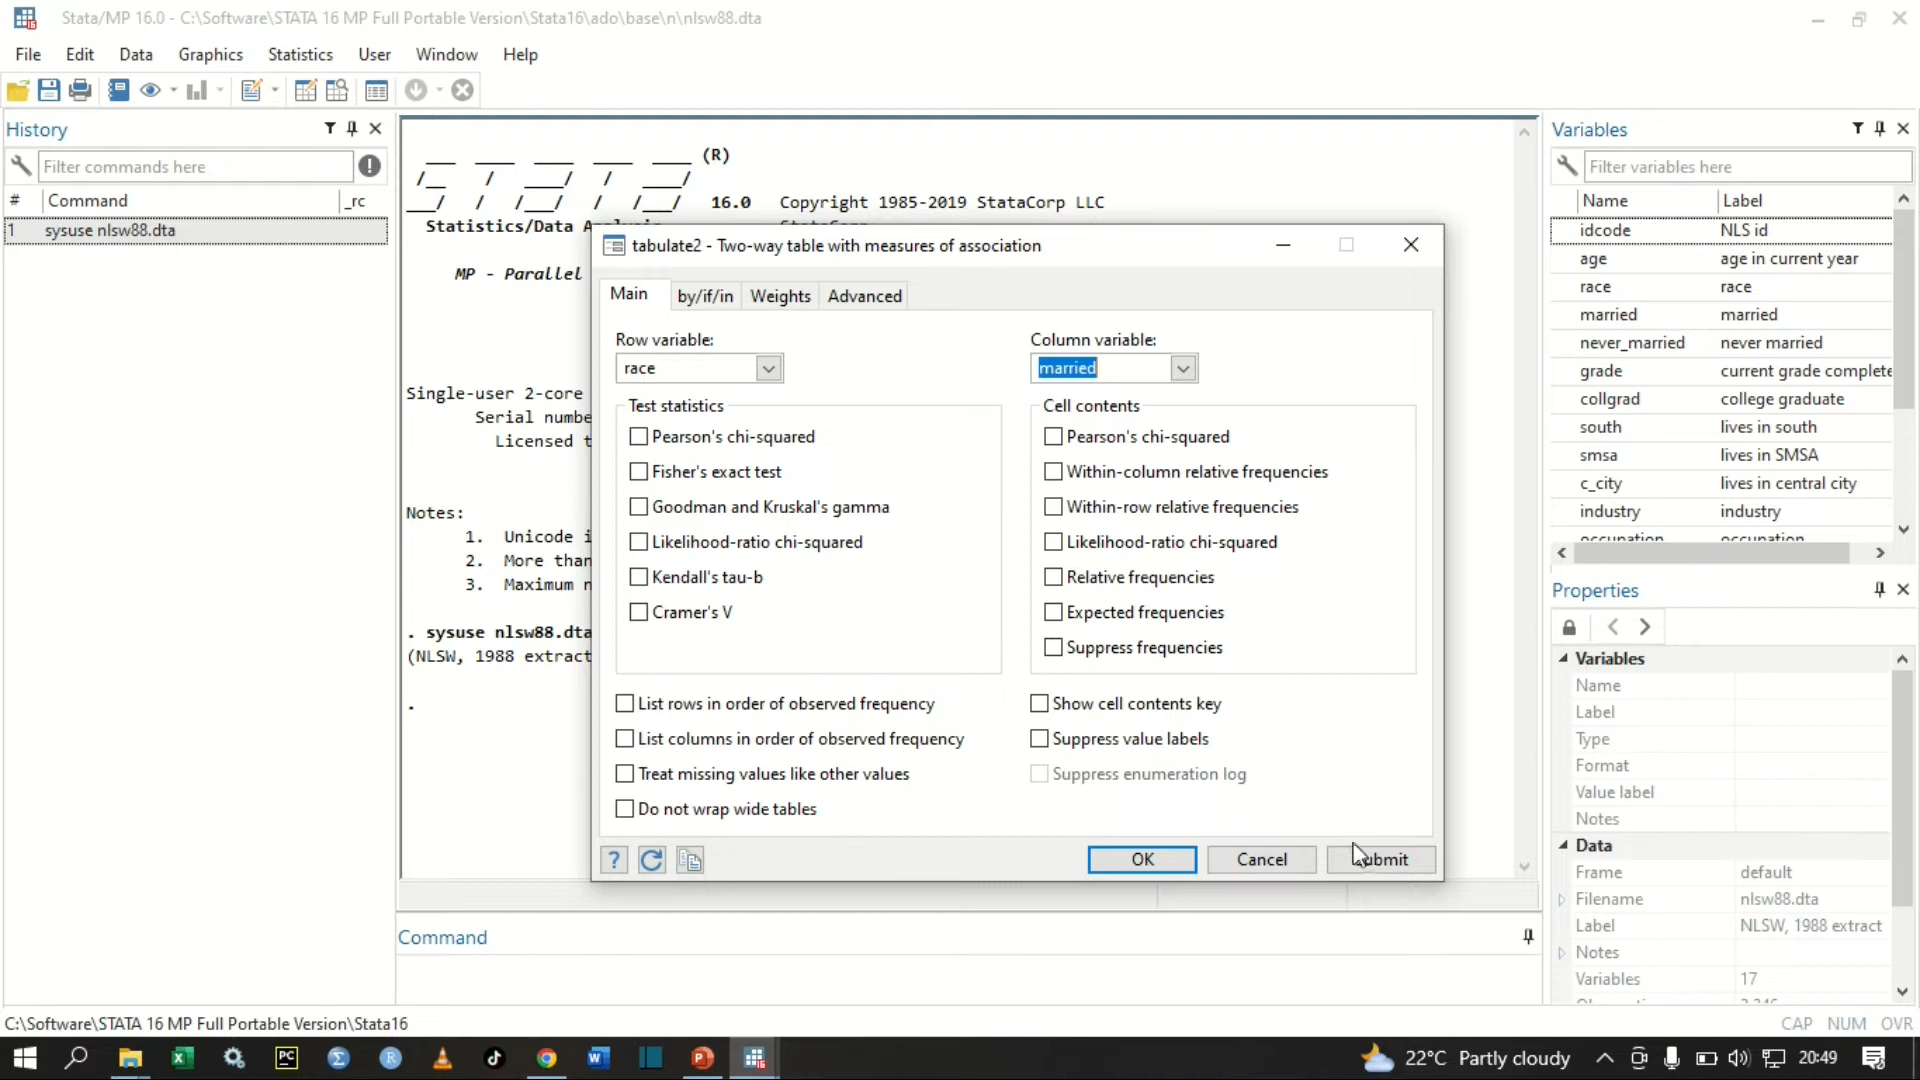 Stata/MP 16.0 - C:\Software\STATA 16 MP Full Portable Version\Stata16\ado\base\n\nlsw88.dta
File Edit Data Graphics Statistics User Window Help
History
Filter commands here
# Command _rc
1 sysuse nlsw88.dta
(R)
16.0 Copyright 1985-2019 StataCorp LLC
Statistics/Data
MP - Parallel
Single-user 2-core
Serial numbe
Licensed t
Notes:
1. Unicode i
2. More than
3. Maximum n
. sysuse nlsw88.dta
(NLSW, 1988 extract
.
tabulate2 - Two-way table with measures of association
Main by/if/in Weights Advanced
Row variable:
race
Column variable:
married
Test statistics
Pearson's chi-squared
Fisher's exact test
Goodman and Kruskal's gamma
Likelihood-ratio chi-squared
Kendall's tau-b
Cramer's V
Cell contents
Pearson's chi-squared
Within-column relative frequencies
Within-row relative frequencies
Likelihood-ratio chi-squared
Relative frequencies
Expected frequencies
Suppress frequencies
List rows in order of observed frequency
List columns in order of observed frequency
Treat missing values like other values
Do not wrap wide tables
Show cell contents key
Suppress value labels
Suppress enumeration log
OK Cancel Submit
Command
Variables
Filter variables here
Name Label
idcode NLS id
age age in current year
race race
married married
never_married never married
grade current grade complete
collgrad college graduate
south lives in south
smsa lives in SMSA
c_city lives in central city
industry industry
occupation occupation
Properties
Variables
Name
Label
Type
Format
Value label
Notes
Data
Frame default
Filename nlsw88.dta
Label NLSW, 1988 extract
Notes
Variables 17
C:\Software\STATA 16 MP Full Portable Version\Stata16
CAP NUM OVR
22°C Partly cloudy 20:49